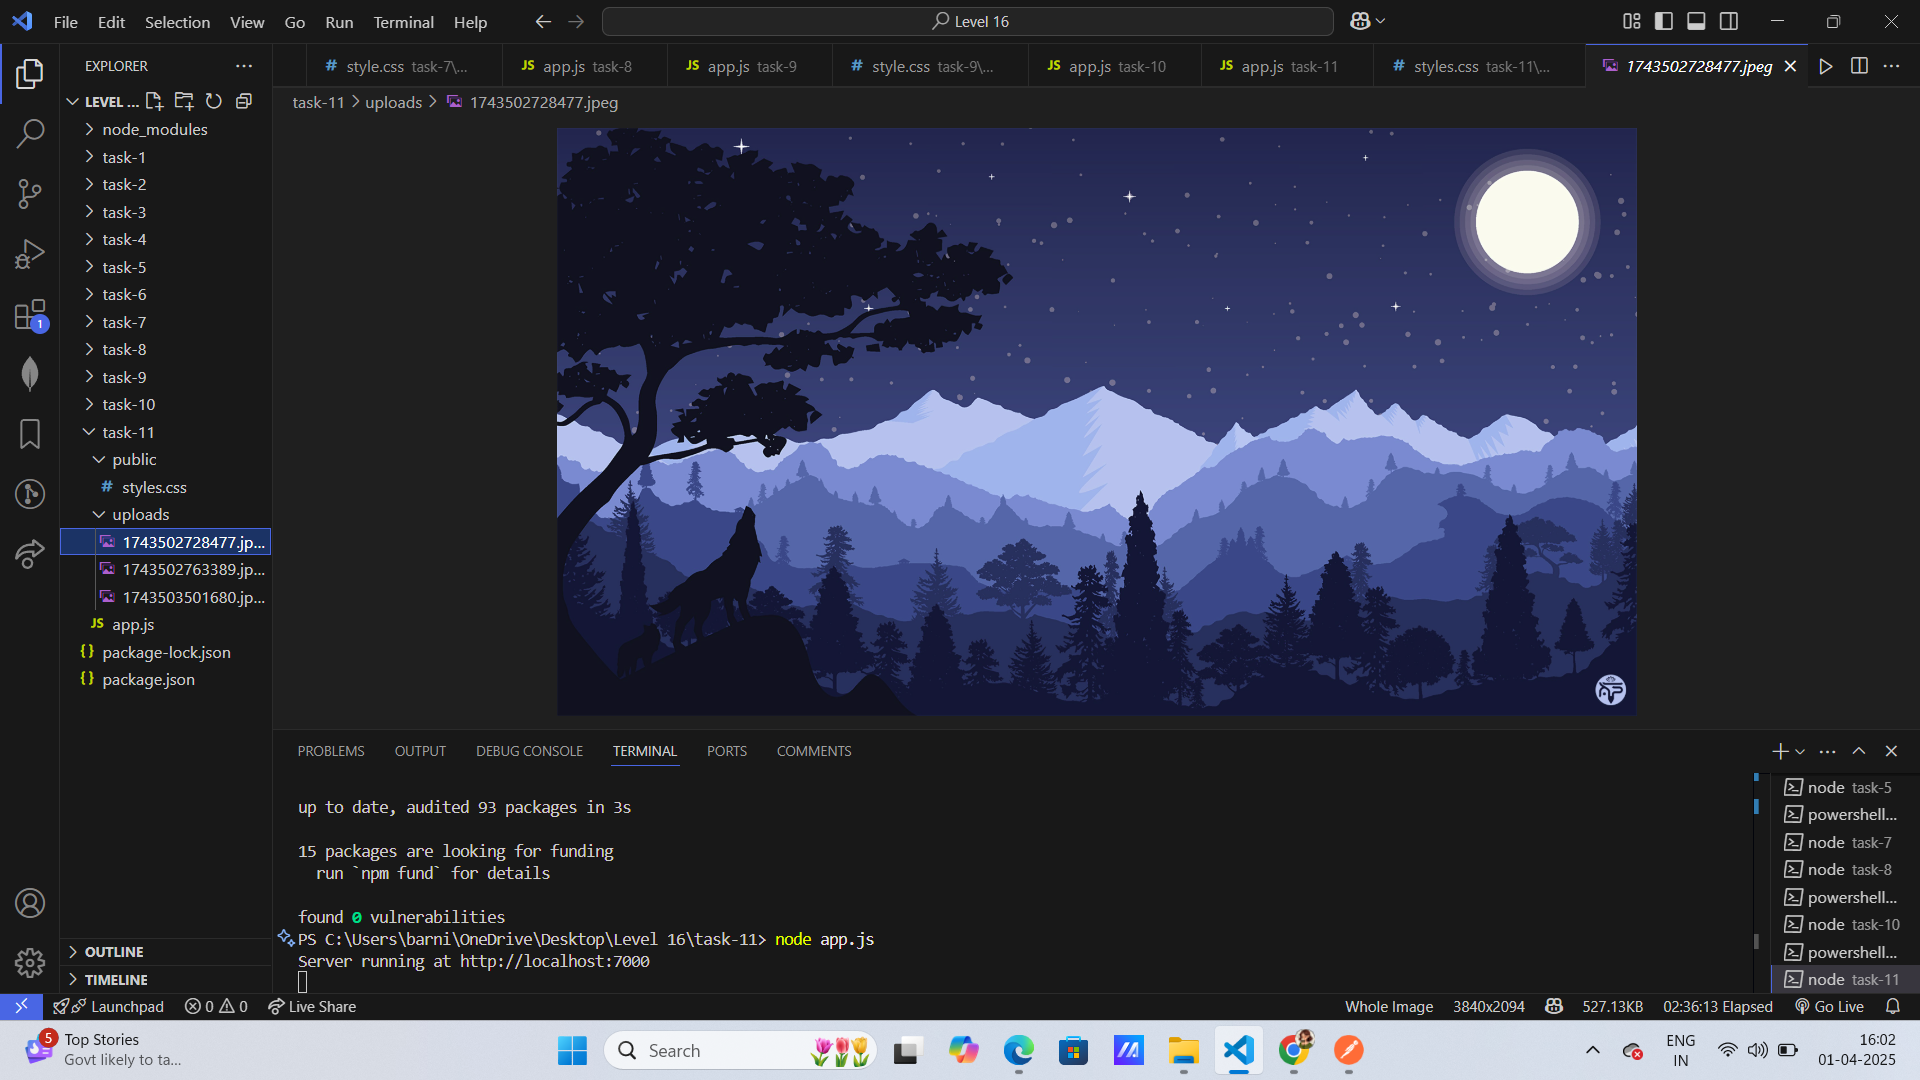 File Edit Selection View Go Run Terminal Help
Level 16
EXPLORER
LEVEL ...
node_modules
task-1
task-2
task-3
task-4
task-5
task-6
task-7
task-8
task-9
task-10
task-11
public
# styles.css
uploads
1743502728477.jp...
1743502763389.jp...
1743503501680.jp...
JS app.js
{} package-lock.json
{} package.json
OUTLINE
TIMELINE
# style.css task-7\...
JS app.js task-8
JS app.js task-9
# style.css task-9\...
JS app.js task-10
JS app.js task-11
# styles.css task-11\...
1743502728477.jpeg
task-11 > uploads > 1743502728477.jpeg
PROBLEMS OUTPUT DEBUG CONSOLE TERMINAL PORTS COMMENTS
up to date, audited 93 packages in 3s
15 packages are looking for funding
run `npm fund` for details
found 0 vulnerabilities
PS C:\Users\barni\OneDrive\Desktop\Level 16\task-11> node app.js
Server running at http://localhost:7000
node task-5
powershell...
node task-7
node task-8
powershell...
node task-10
powershell...
node task-11
1
Launchpad
0 0
Live Share
Whole Image
3840x2094
527.13KB
02:36:13 Elapsed
Go Live
5
Top Stories
Govt likely to ta...
Search
ENG
IN
16:02
01-04-2025